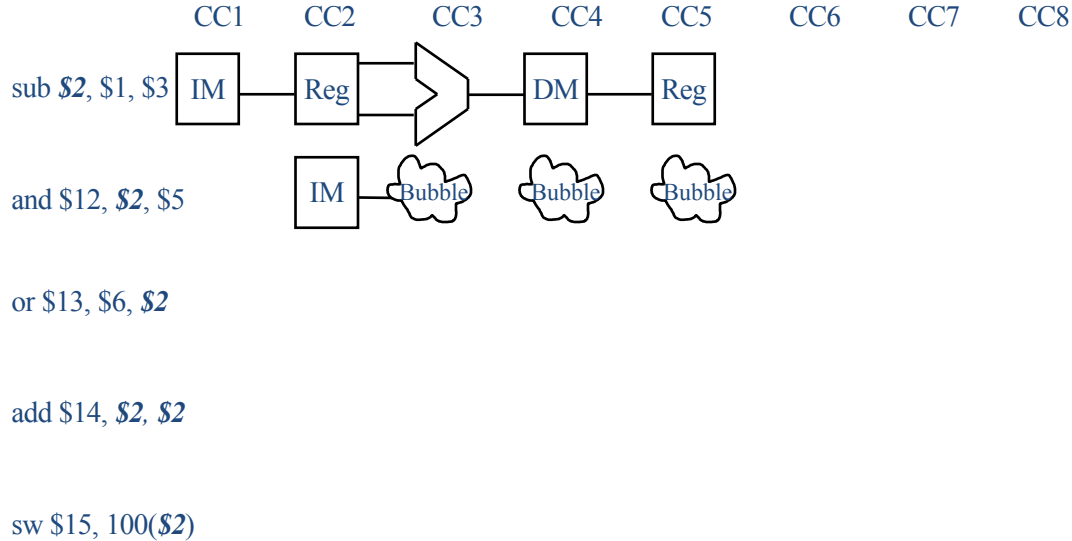 CC1 CC2 CC3 CC4 CC5 CC6 CC7 CC8
sub $2, $1, $3 IM Reg DM Reg
and $12, $2, $5 IM Bubble Bubble Bubble
or $13, $6, $2
add $14, $2, $2
sw $15, 100($2)